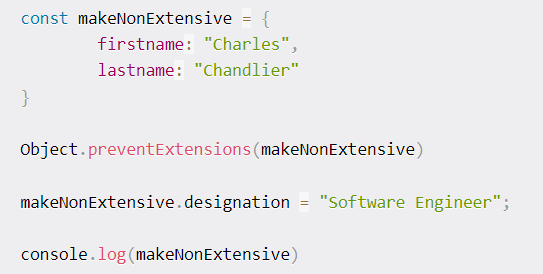 const makeNonExtensive = {
        firstname: "Charles",
        lastname: "Chandlier"
}
Object.preventExtensions(makeNonExtensive)
makeNonExtensive.designation = "Software Engineer";
console.log(makeNonExtensive)